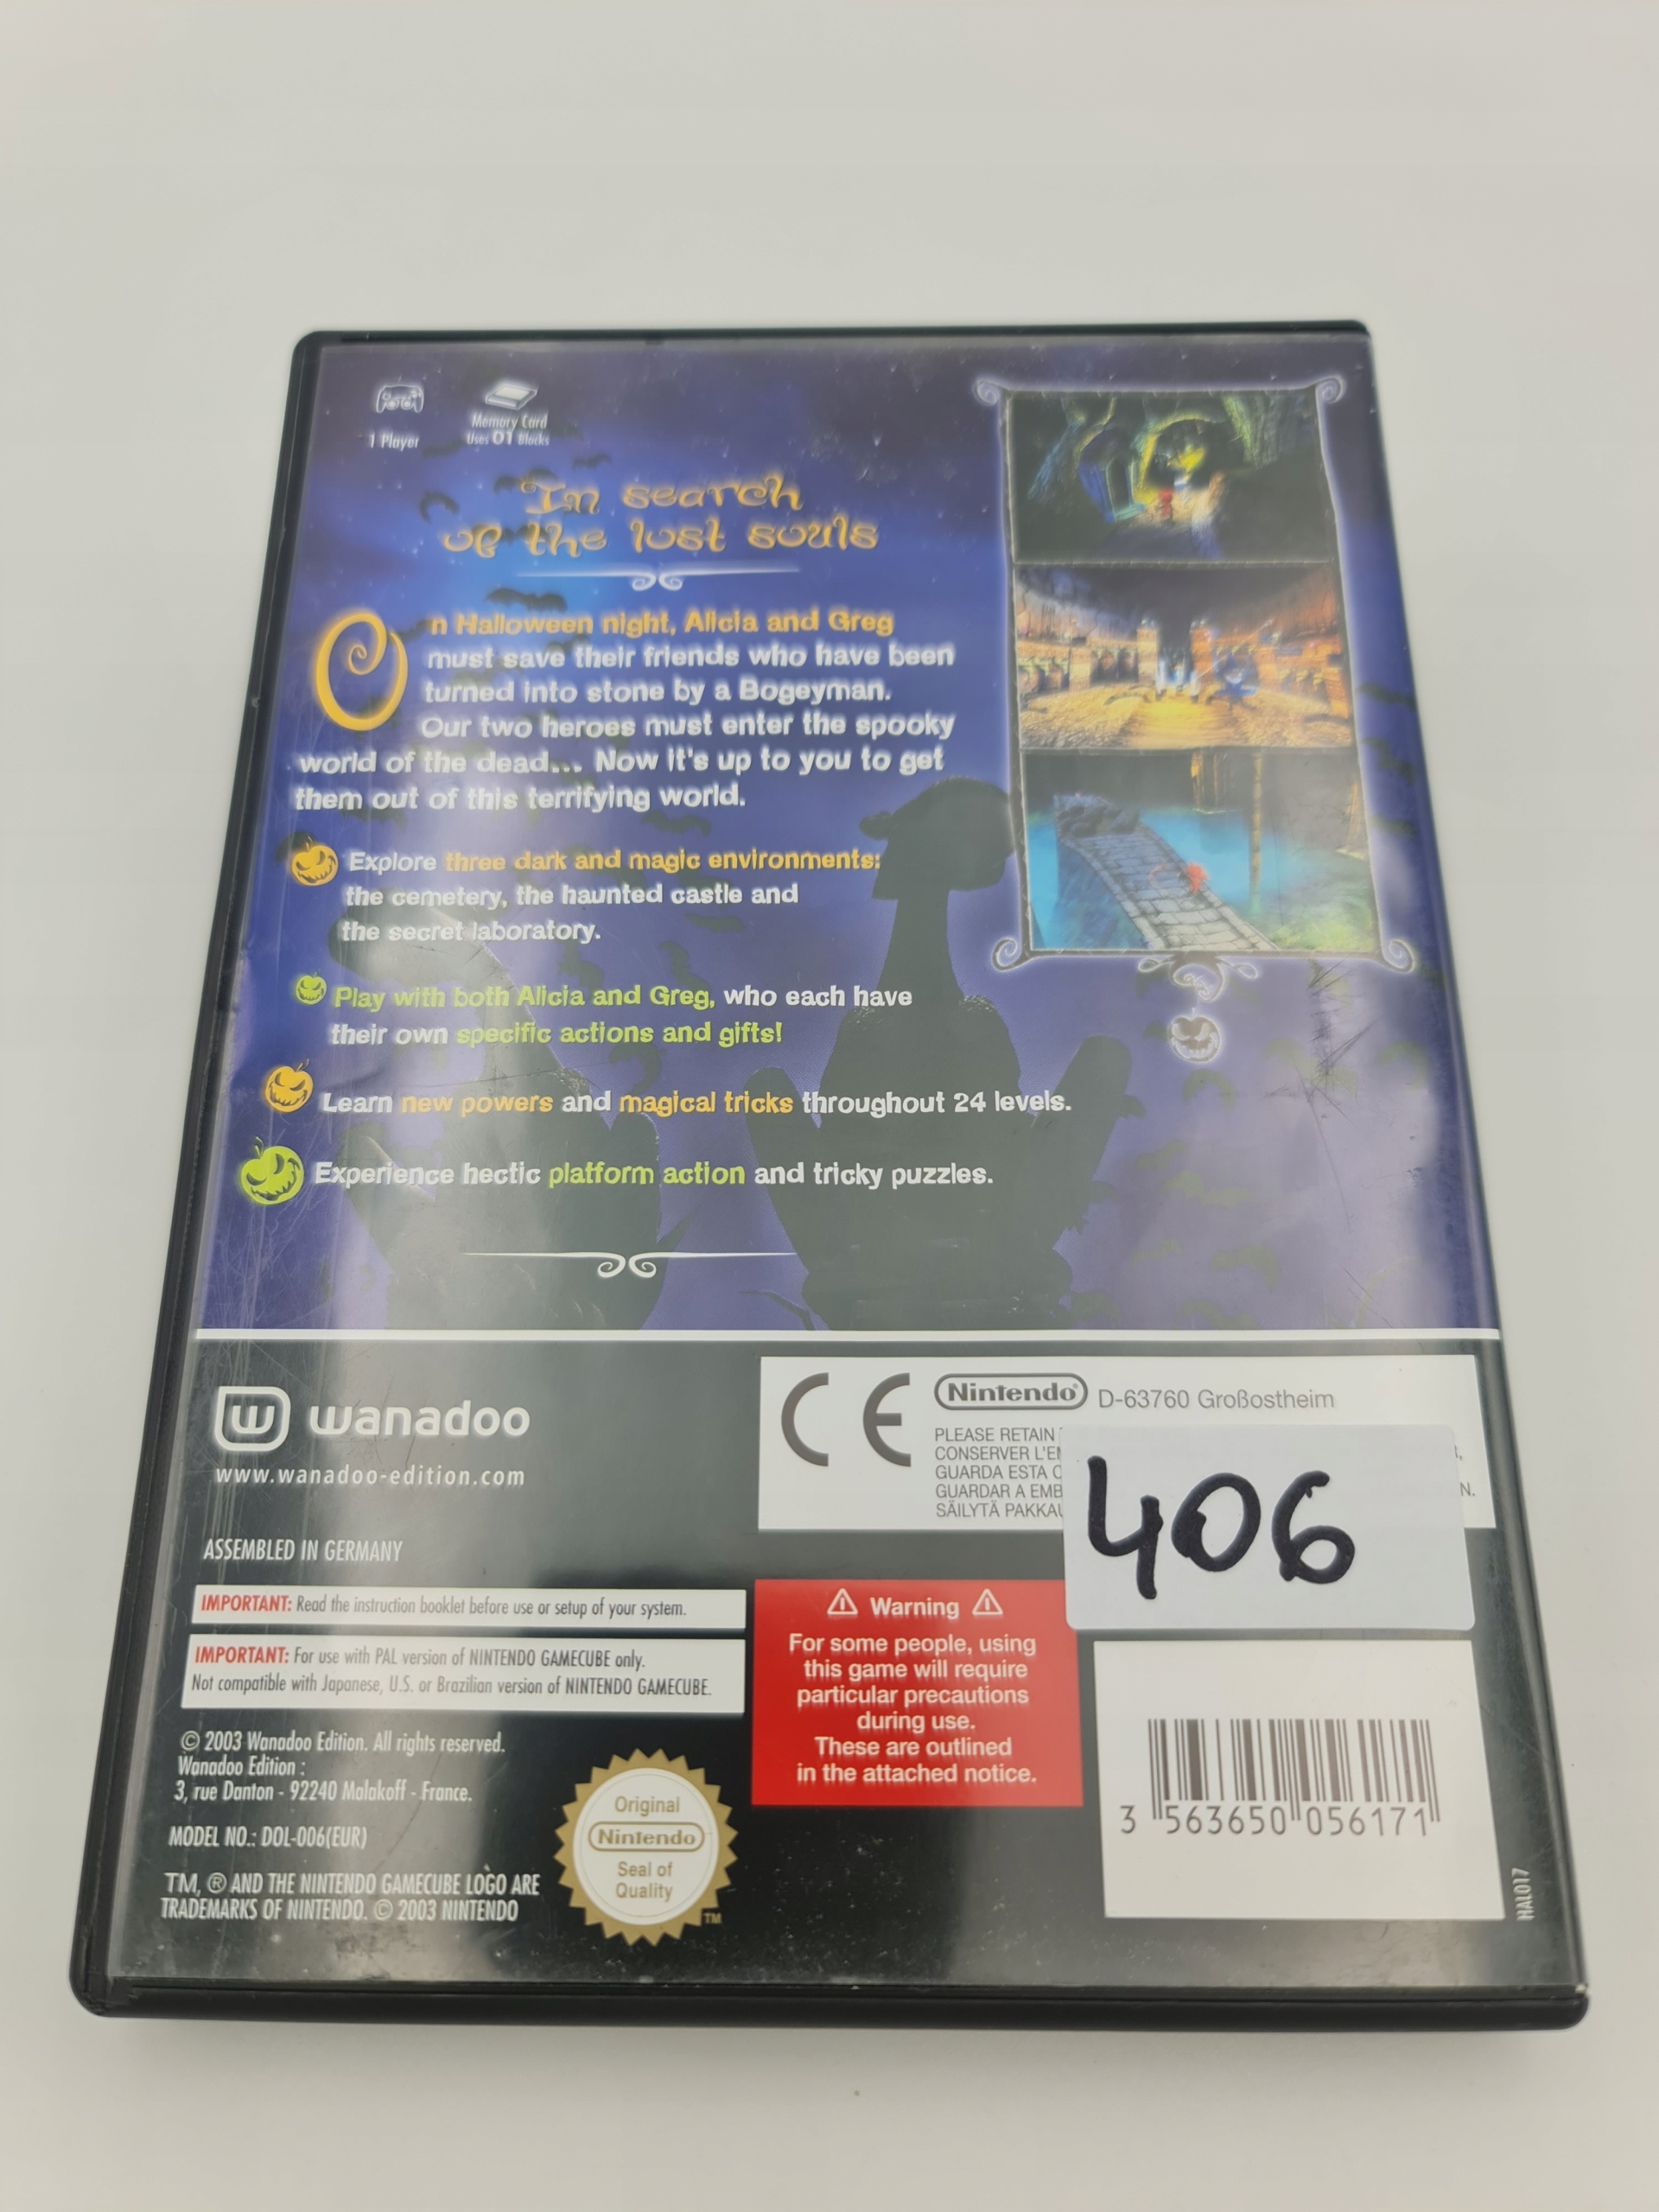 1 Player
Memory Card
Uses 01 Blocks
In search
of the lost souls
On Halloween night, Alicia and Greg
must save their friends who have been
turned into stone by a Bogeyman.
Our two heroes must enter the spooky
world of the dead... Now it's up to you to get
them out of this terrifying world.
Explore three dark and magic environments:
the cemetery, the haunted castle and
the secret laboratory.
Play with both Alicia and Greg, who each have
their own specific actions and gifts!
Learn new powers and magical tricks throughout 24 levels.
Experience hectic platform action and tricky puzzles.
W wanadoo
www.wanadoo-edition.com
ASSEMBLED IN GERMANY
IMPORTANT: Read the instruction booklet before use or setup of your system.
IMPORTANT: For use with PAL version of NINTENDO GAMECUBE only.
Not compatible with Japanese, U.S. or Brazilian version of NINTENDO GAMECUBE.
© 2003 Wanadoo Edition. All rights reserved.
Wanadoo Edition :
3, rue Danton - 92240 Malakoff - France.
MODEL NO.: DOL-006(EUR)
TM, ® AND THE NINTENDO GAMECUBE LOGO ARE
TRADEMARKS OF NINTENDO. © 2003 NINTENDO
Original
Nintendo
Seal of
Quality
TM
CE
Nintendo® D-63760 Großostheim
PLEASE RETAIN
CONSERVER
GUARDA ESTA
GUARDAR A
SÄILYTÄ
406
Warning
For some people, using
this game will require
particular precautions
during use.
These are outlined
in the attached notice.
3 563650 056171
HAL017